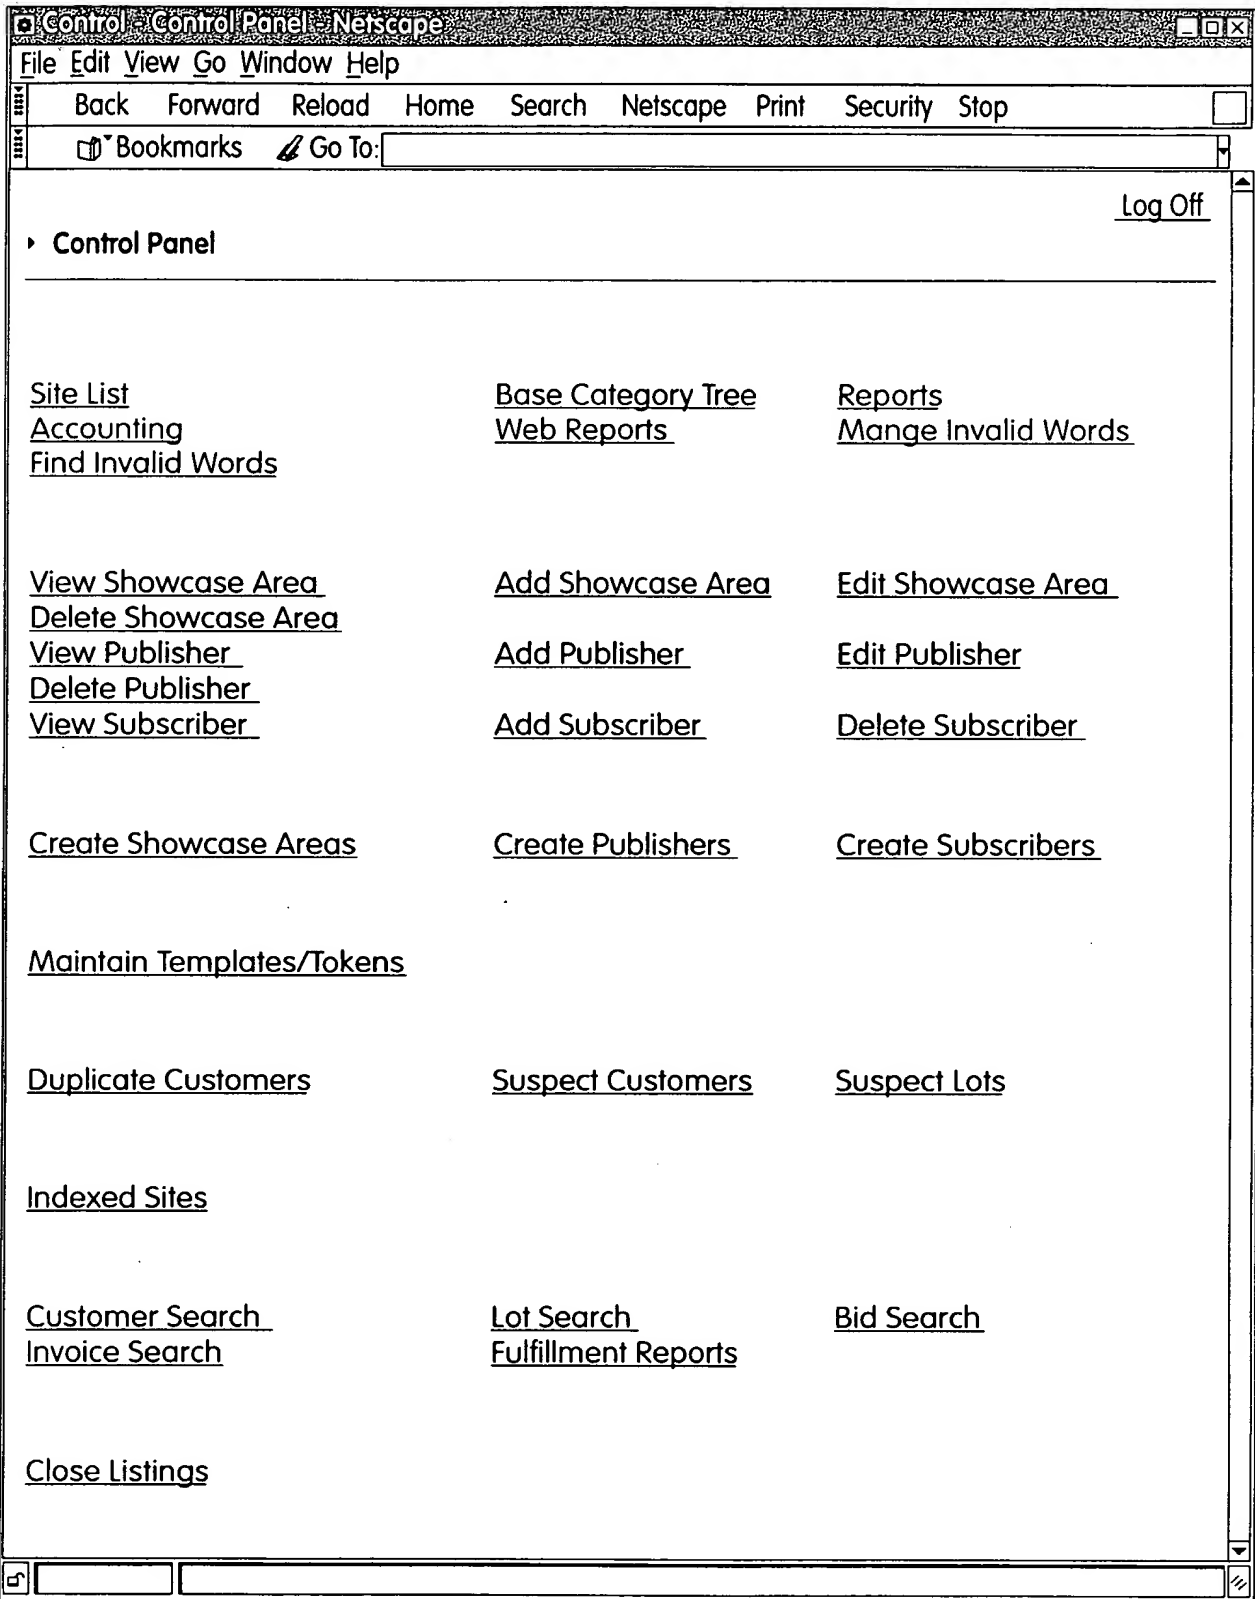 Control - Control Panel - Netscape
File Edit View Go Window Help
Back Forward Reload Home Search Netscape Print Security Stop
Bookmarks Go To:
Log Off
Control Panel
Site List Base Category Tree Reports
Accounting Web Reports Mange Invalid Words
Find Invalid Words
View Showcase Area Add Showcase Area Edit Showcase Area
Delete Showcase Area
View Publisher Add Publisher Edit Publisher
Delete Publisher
View Subscriber Add Subscriber Delete Subscriber
Create Showcase Areas Create Publishers Create Subscribers
Maintain Templates/Tokens
Duplicate Customers Suspect Customers Suspect Lots
Indexed Sites
Customer Search Lot Search Bid Search
Invoice Search Fulfillment Reports
Close Listings